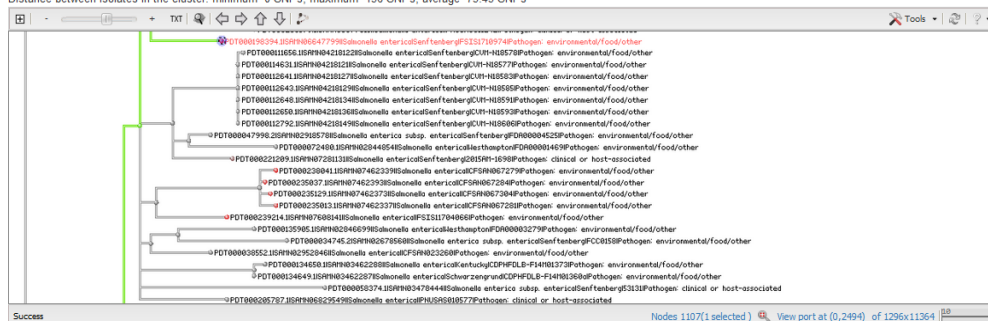 Distance between isolates in the cluster: minimum=0 SNPs, maximum=150 SNPs, average=79.45 SNPs
TXT Tools ?
PDT000198394.1|SAMN06647799|Salmonella enterica|Senftenberg|FSIS1710974|Pathogen: environmental/food/other
PDT000111656.1|SAMN04218122|Salmonella enterica|Senftenberg|CVM-N18578|Pathogen: environmental/food/other
PDT000114631.1|SAMN04218121|Salmonella enterica|Senftenberg|CVM-N18577|Pathogen: environmental/food/other
PDT000112641.1|SAMN04218127|Salmonella enterica|Senftenberg|CVM-N18583|Pathogen: environmental/food/other
PDT000112643.1|SAMN04218129|Salmonella enterica|Senftenberg|CVM-N18585|Pathogen: environmental/food/other
PDT000112648.1|SAMN04218134|Salmonella enterica|Senftenberg|CVM-N18591|Pathogen: environmental/food/other
PDT000112650.1|SAMN04218136|Salmonella enterica|Senftenberg|CVM-N18593|Pathogen: environmental/food/other
PDT000112792.1|SAMN04218149|Salmonella enterica|Senftenberg|CVM-N18606|Pathogen: environmental/food/other
PDT000047998.2|SAMN02918578|Salmonella enterica subsp. enterica|Senftenberg|FDA00004525|Pathogen: environmental/food/other
PDT000072480.1|SAMN02844854|Salmonella enterica|Westhampton|FDA00001469|Pathogen: environmental/food/other
PDT000221209.1|SAMN07281131|Salmonella enterica|Senftenberg|2015AM-1698|Pathogen: clinical or host-associated
PDT000238041.1|SAMN07462339|Salmonella enterica|CFSAN067279|Pathogen: environmental/food/other
PDT000235037.1|SAMN07462393|Salmonella enterica|CFSAN067284|Pathogen: environmental/food/other
PDT000235129.1|SAMN07462373|Salmonella enterica|CFSAN067304|Pathogen: environmental/food/other
PDT000235013.1|SAMN07462337|Salmonella enterica|CFSAN067281|Pathogen: environmental/food/other
PDT000239214.1|SAMN07608141|Salmonella enterica|FSIS11704066|Pathogen: environmental/food/other
PDT000135905.1|SAMN02846699|Salmonella enterica|Westhampton|FDA00003279|Pathogen: environmental/food/other
PDT000034745.2|SAMN02678560|Salmonella enterica subsp. enterica|Senftenberg|FCC0158|Pathogen: environmental/food/other
PDT000038552.1|SAMN02952846|Salmonella enterica|CFSAN023260|Pathogen: environmental/food/other
PDT000134650.1|SAMN03462288|Salmonella enterica|Kentucky|CDPHFDLB-F14M01373|Pathogen: environmental/food/other
PDT000134649.1|SAMN03462287|Salmonella enterica|Schwarzengrund|CDPHFDLB-F14M01360a|Pathogen: environmental/food/other
PDT000058374.1|SAMN03478444|Salmonella enterica subsp. enterica|Senftenberg|53131|Pathogen: environmental/food/other
PDT000205787.1|SAMN06829549|Salmonella enterica|PNUSAS010577|Pathogen: clinical or host-associated
Success Nodes 1107(1 selected) View port at (0,2494) of 1296x11364